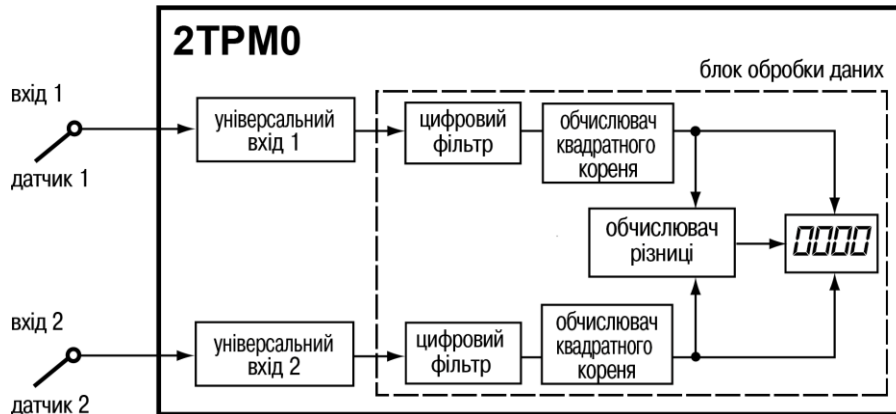 2ТРМ0
блок обробки даних
вхід 1
датчик 1
універсальний
вхід 1
цифровий
фільтр
обчислювач
квадратного
кореня
обчислювач
різниці
0000
вхід 2
датчик 2
універсальний
вхід 2
цифровий
фільтр
обчислювач
квадратного
кореня